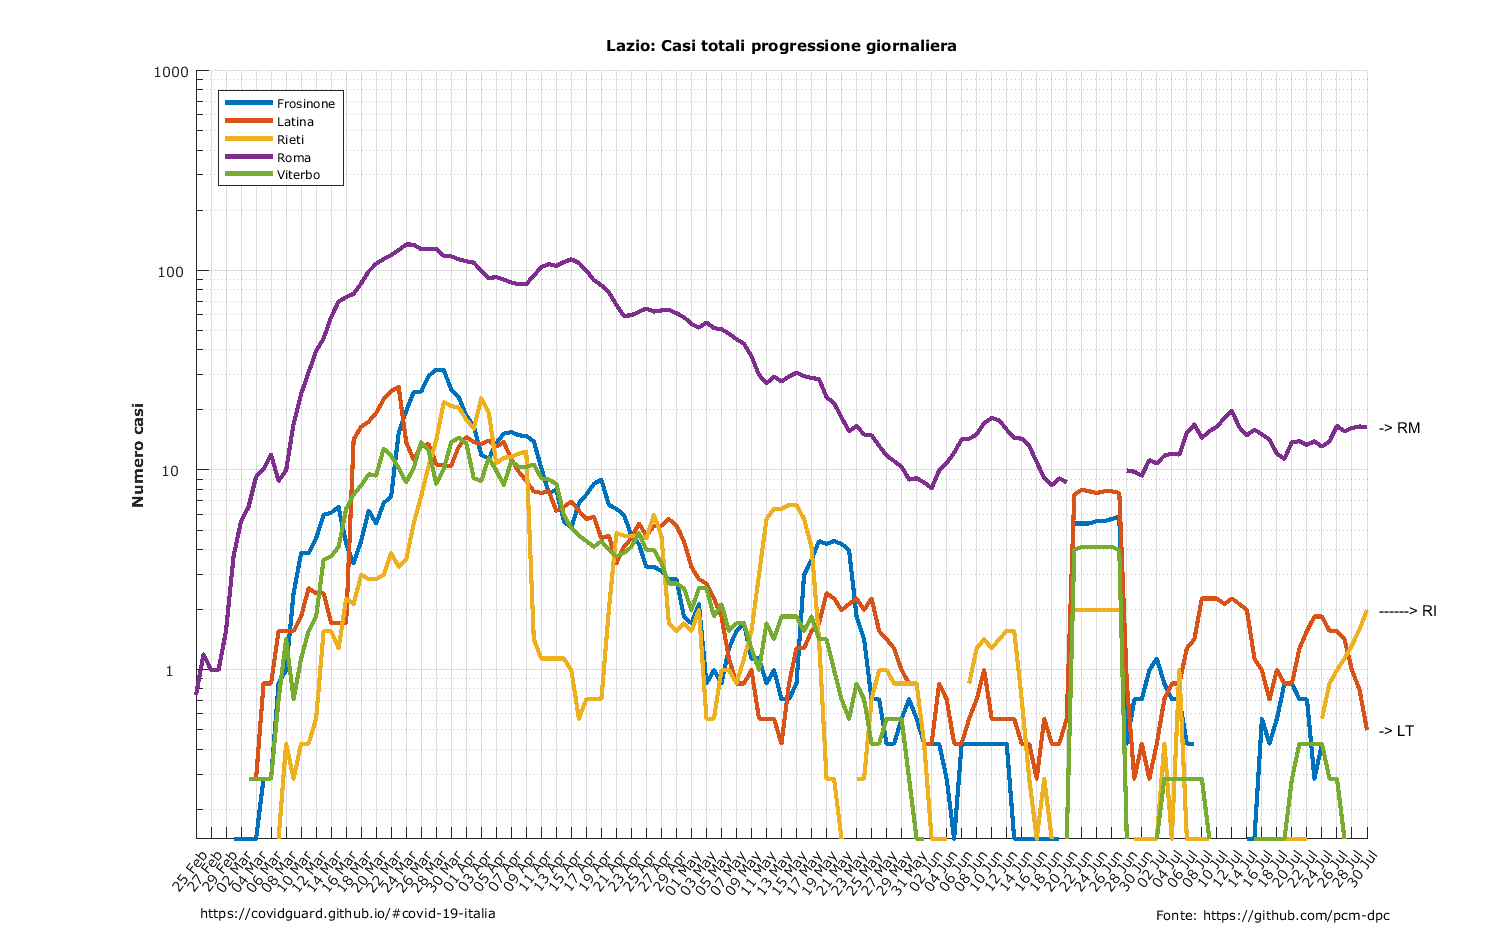 Lazio: Casi totali progressione giornaliera
Numero casi
1000
100
10
1
Frosinone
Latina
Rieti
Roma
Viterbo
-> RM
------> RI
-> LT
25 Feb
27 Feb
29 Feb
02 Mar
04 Mar
06 Mar
08 Mar
10 Mar
12 Mar
14 Mar
16 Mar
18 Mar
20 Mar
22 Mar
24 Mar
26 Mar
28 Mar
30 Mar
01 Apr
03 Apr
05 Apr
07 Apr
09 Apr
11 Apr
13 Apr
15 Apr
17 Apr
19 Apr
21 Apr
23 Apr
25 Apr
27 Apr
29 Apr
01 May
03 May
05 May
07 May
09 May
11 May
13 May
15 May
17 May
19 May
21 May
23 May
25 May
27 May
29 May
31 May
02 Jun
04 Jun
06 Jun
08 Jun
10 Jun
12 Jun
14 Jun
16 Jun
18 Jun
20 Jun
22 Jun
24 Jun
26 Jun
28 Jun
30 Jun
02 Jul
04 Jul
06 Jul
08 Jul
10 Jul
12 Jul
14 Jul
16 Jul
18 Jul
20 Jul
22 Jul
24 Jul
26 Jul
28 Jul
30 Jul
https://covidguard.github.io/#covid-19-italia
Fonte: https://github.com/pcm-dpc